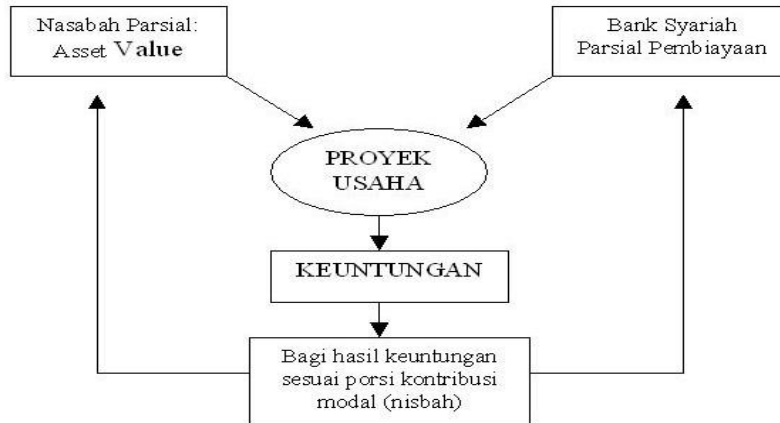 Nasabah Parsial:
Asset Value
Bank Syariah
Parsial Pembiayaan
PROYEK
USAHA
KEUNTUNGAN
Bagi hasil keuntungan
sesuai porsi kontribusi
modal (nisbah)